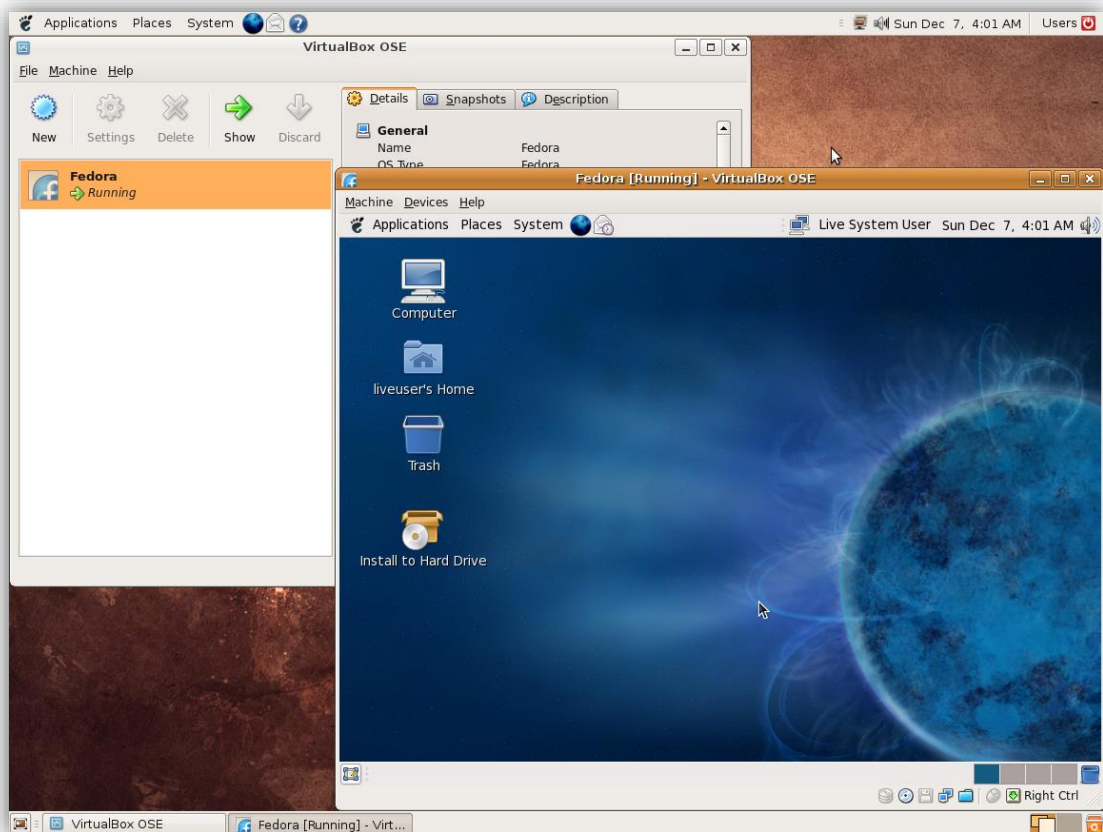 Applications Places System Sun Dec 7, 4:01 AM Users
VirtualBox OSE
File Machine Help
New Settings Delete Show Discard
Details Snapshots Description
General
Name Fedora
OS Type Fedora
Fedora
Running
Fedora [Running] - VirtualBox OSE
Machine Devices Help
Applications Places System Live System User Sun Dec 7, 4:01 AM
Computer
liveuser's Home
Trash
Install to Hard Drive
Right Ctrl
VirtualBox OSE Fedora [Running] - Virt...